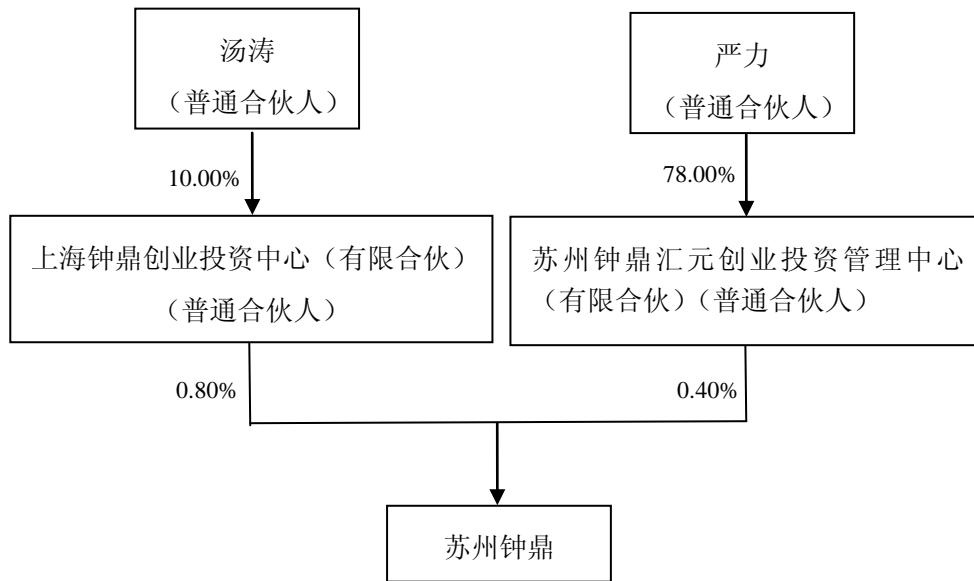 汤涛
（普通合伙人）
严力
（普通合伙人）
10.00%
78.00%
上海钟鼎创业投资中心（有限合伙）
（普通合伙人）
苏州钟鼎汇元创业投资管理中心
（有限合伙）（普通合伙人）
0.80%
0.40%
苏州钟鼎